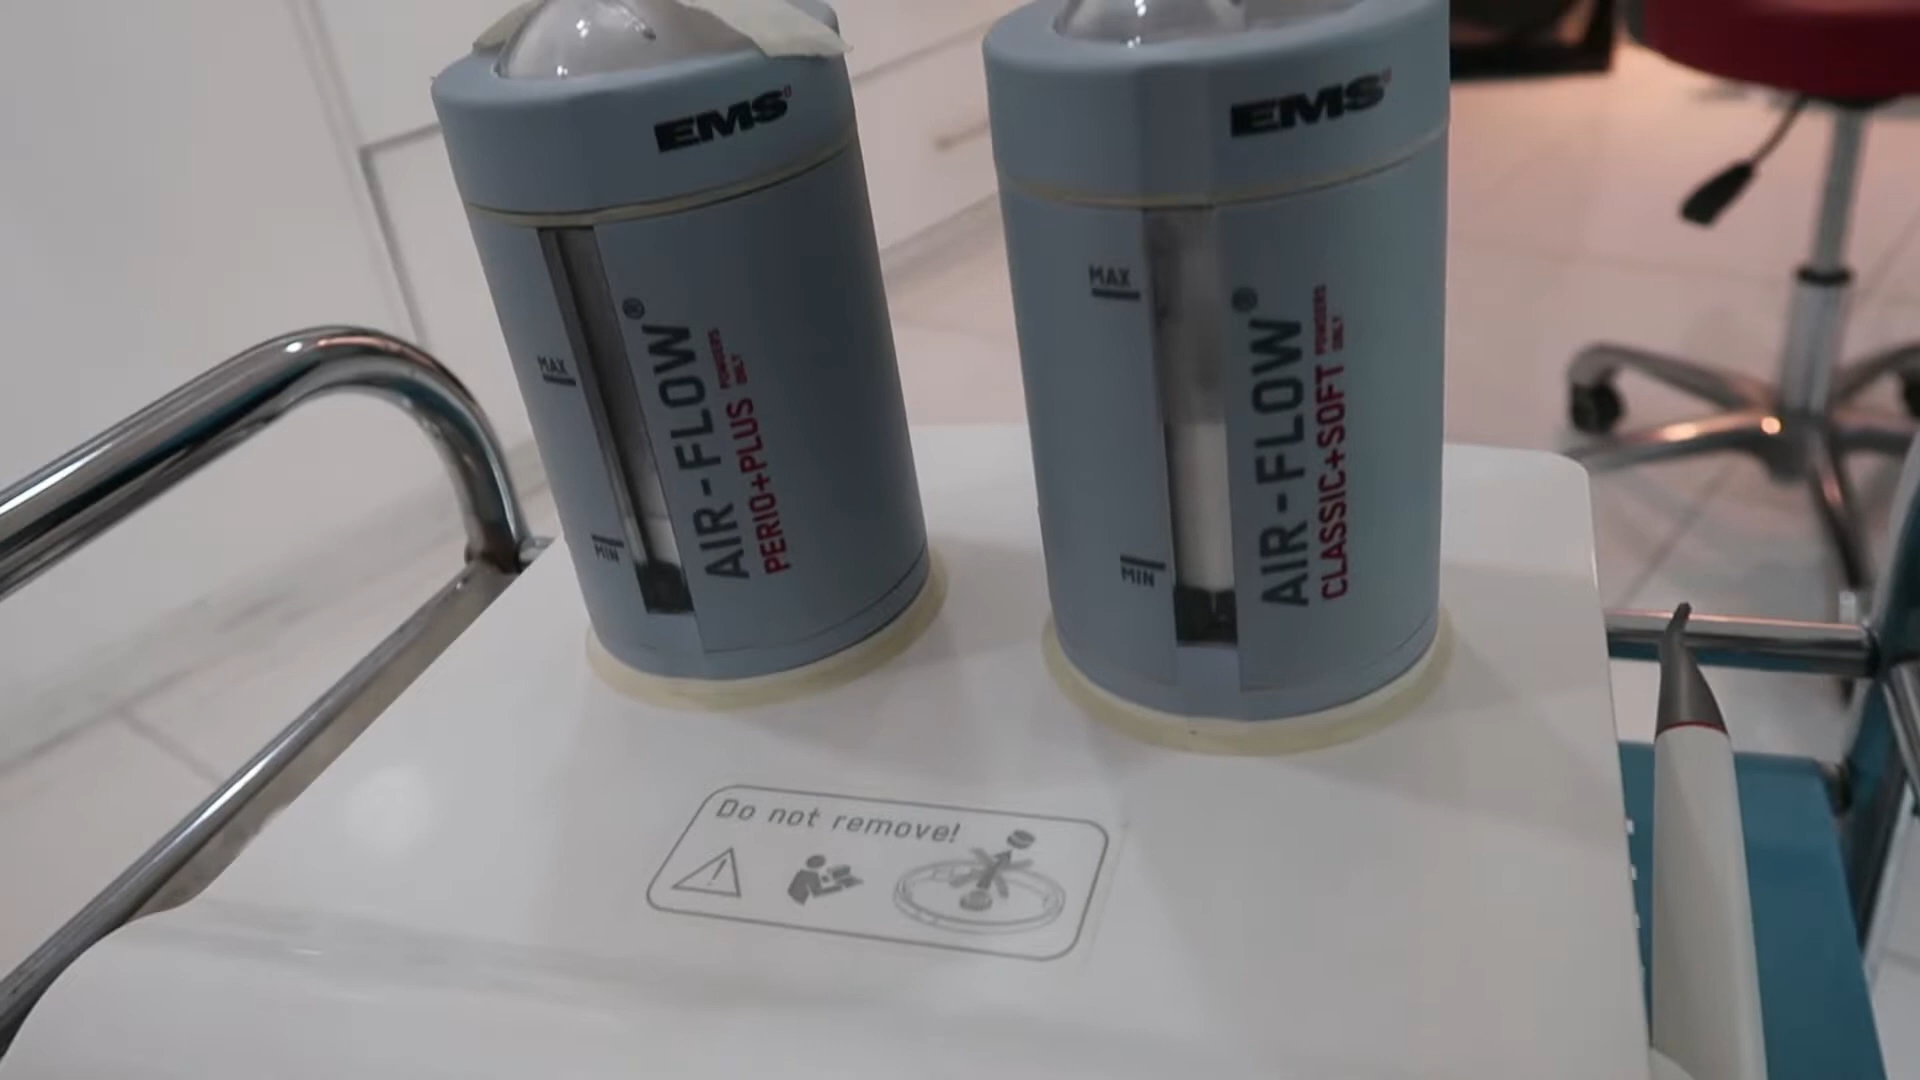 EMS
MAX
MIN
AIR-FLOW®
PERIO+PLUS POWDERS ONLY
EMS
MAX
MIN
AIR-FLOW®
CLASSIC+SOFT POWDERS ONLY
Do not remove!